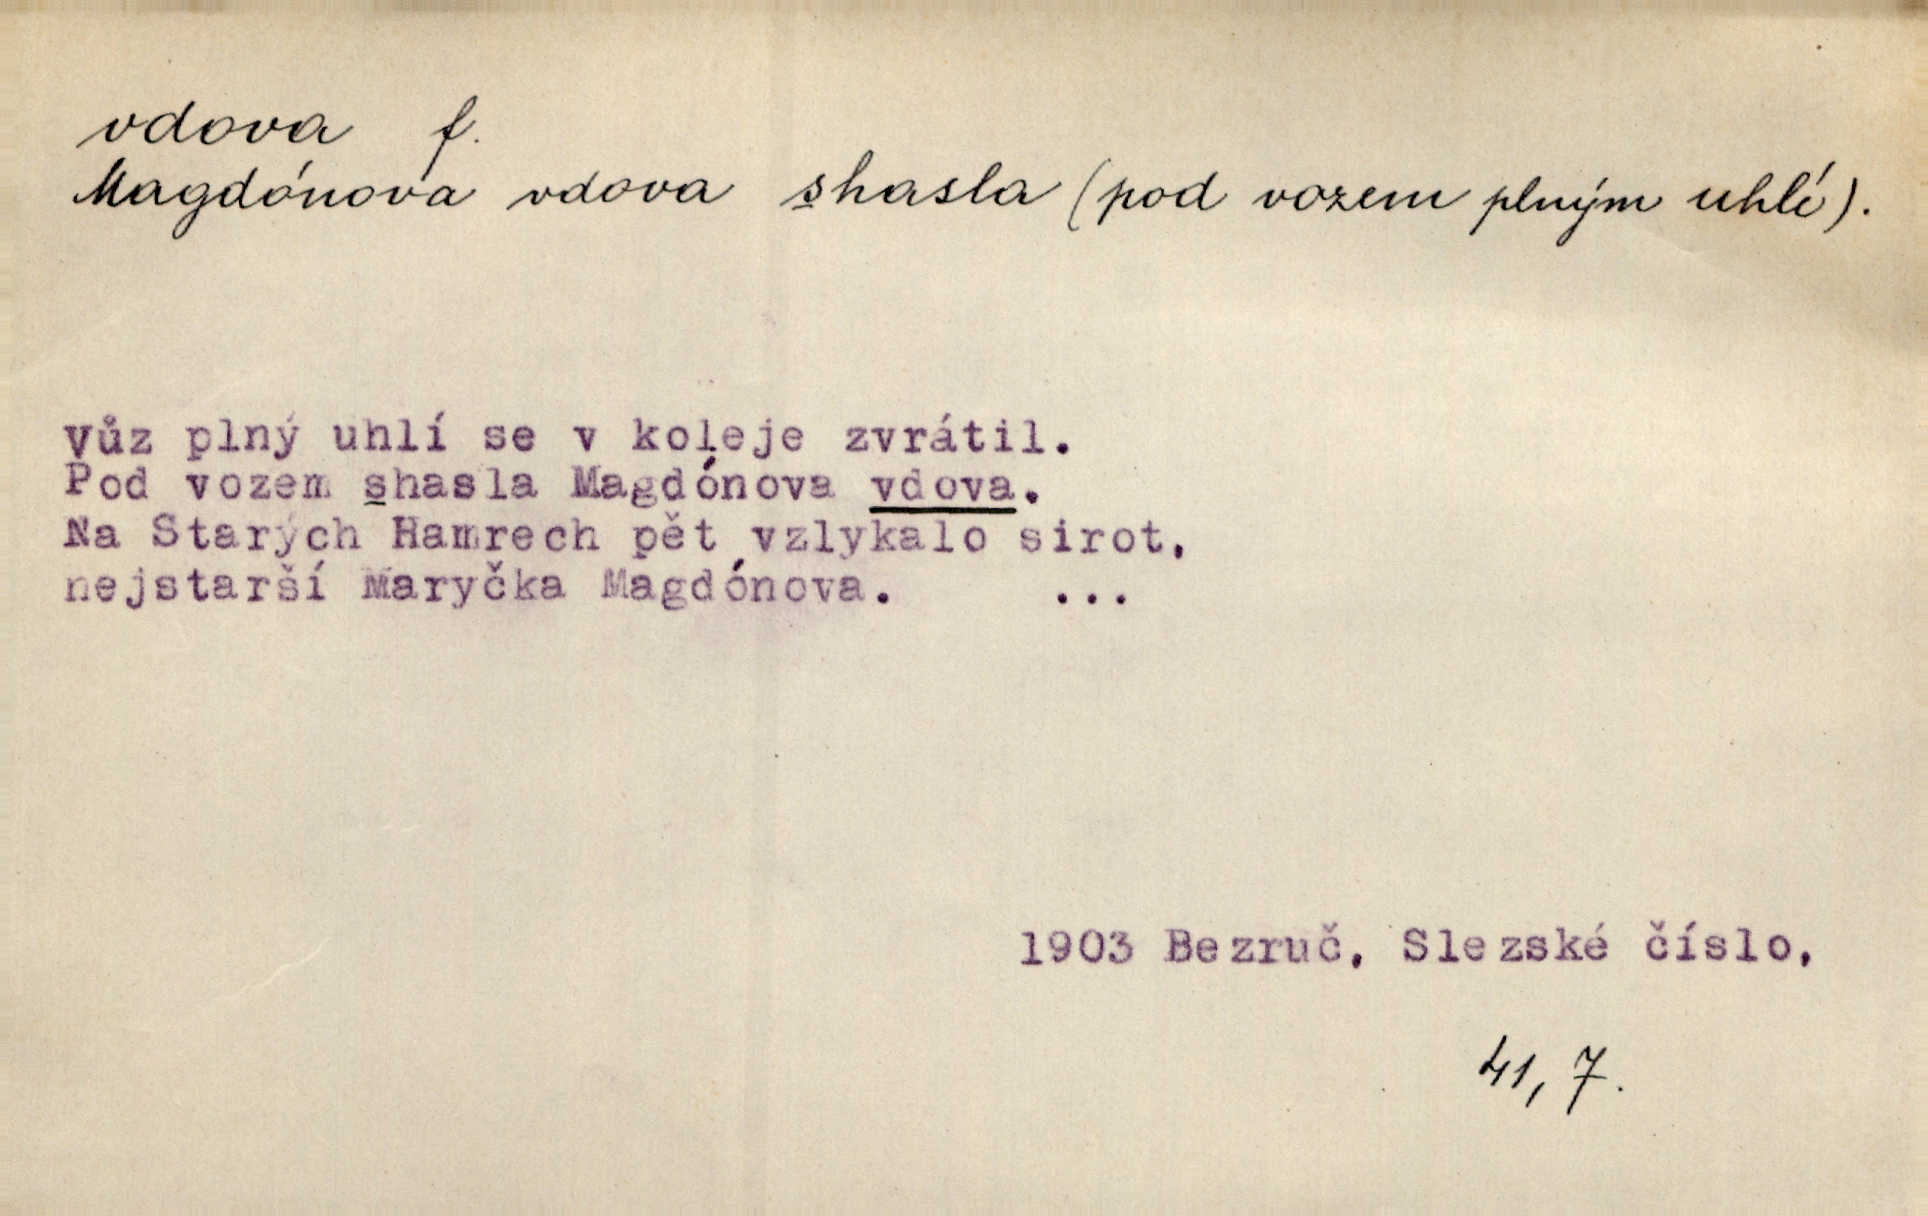 vdova f.
Magdónova vdova shasla (pod vozem plným uhlí).
Vůz plný uhlí se v koleje zvrátil.
Pod vozem shasla Magdónova vdova.
Na Starých Hamrech pět vzlykalo sirot,
nejstarší Maryčka Magdónova. ...
1903 Bezruč, Slezské číslo,
41, 7.